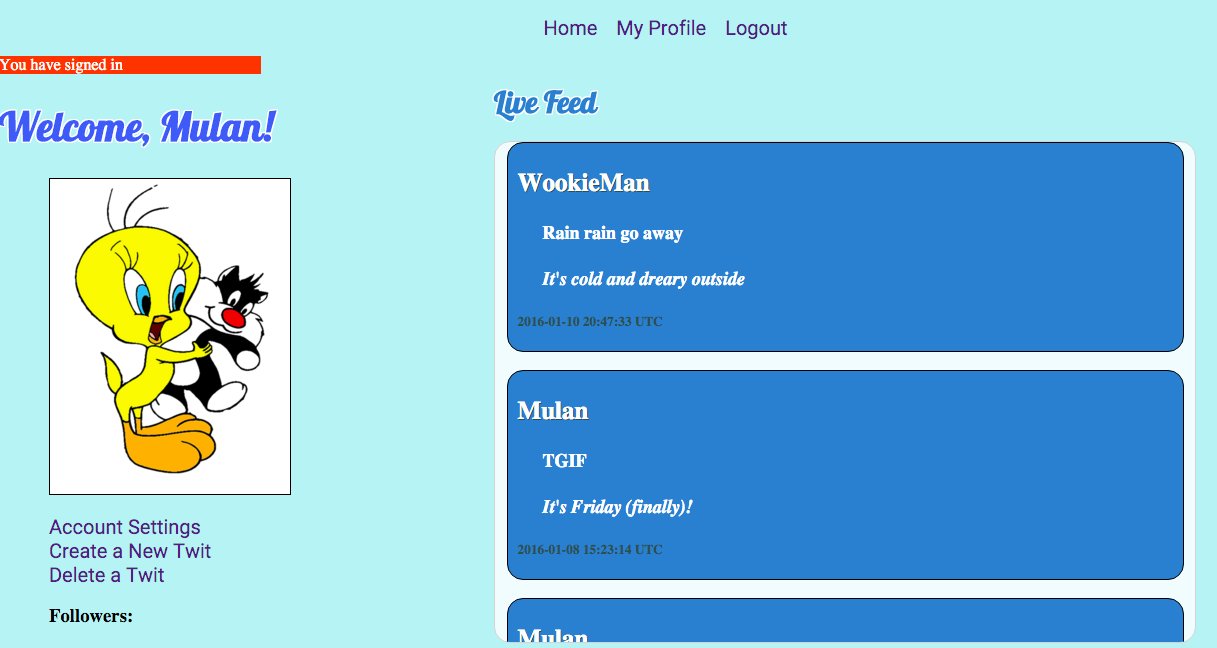 Home My Profile Logout
You have signed in
Welcome, Mulan!
Account Settings
Create a New Twit
Delete a Twit
Followers:
Live Feed
WookieMan
Rain rain go away
It's cold and dreary outside
2016-01-10 20:47:33 UTC
Mulan
TGIF
It's Friday (finally)!
2016-01-08 15:23:14 UTC
Mulan